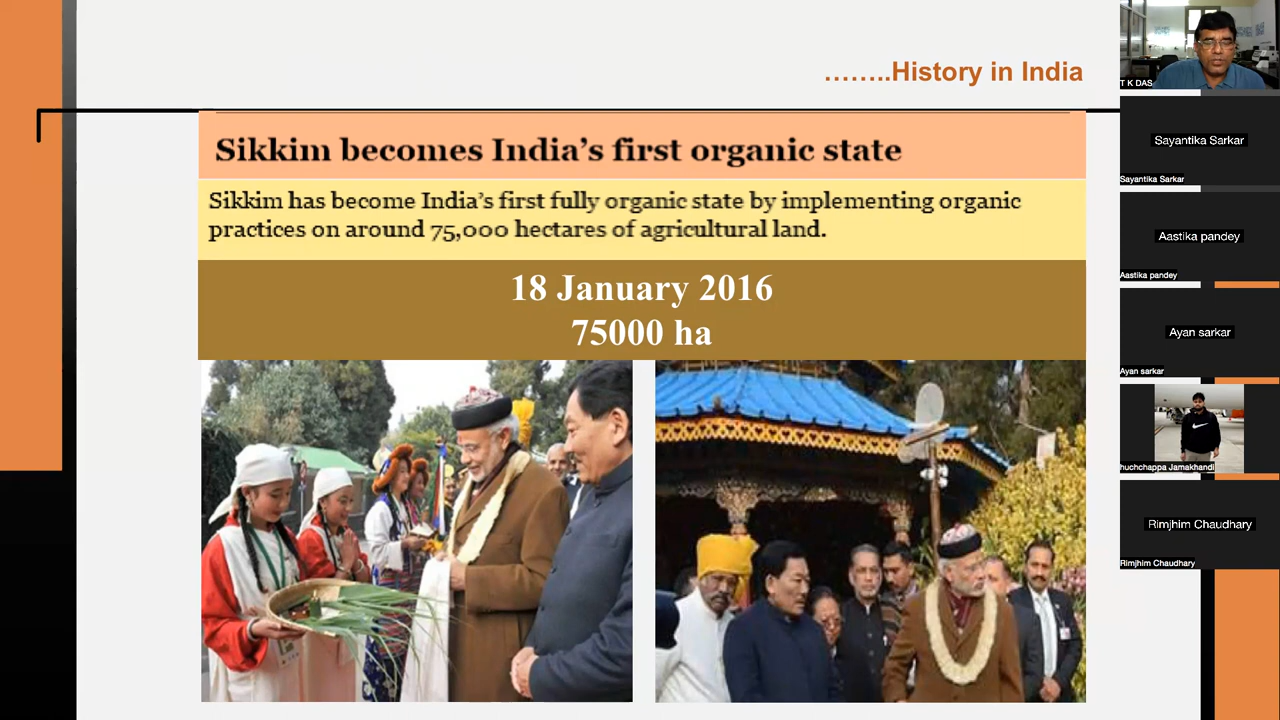 ……..History in India
Sikkim becomes India’s first organic state
Sikkim has become India’s first fully organic state by implementing organic
practices on around 75,000 hectares of agricultural land.
18 January 2016
75000 ha
T K DAS
Sayantika Sarkar
Sayantika Sarkar
Aastika pandey
Aastika pandey
Ayan sarkar
Ayan sarkar
huchchappa Jamakhandi
Rimjhim Chaudhary
Rimjhim Chaudhary